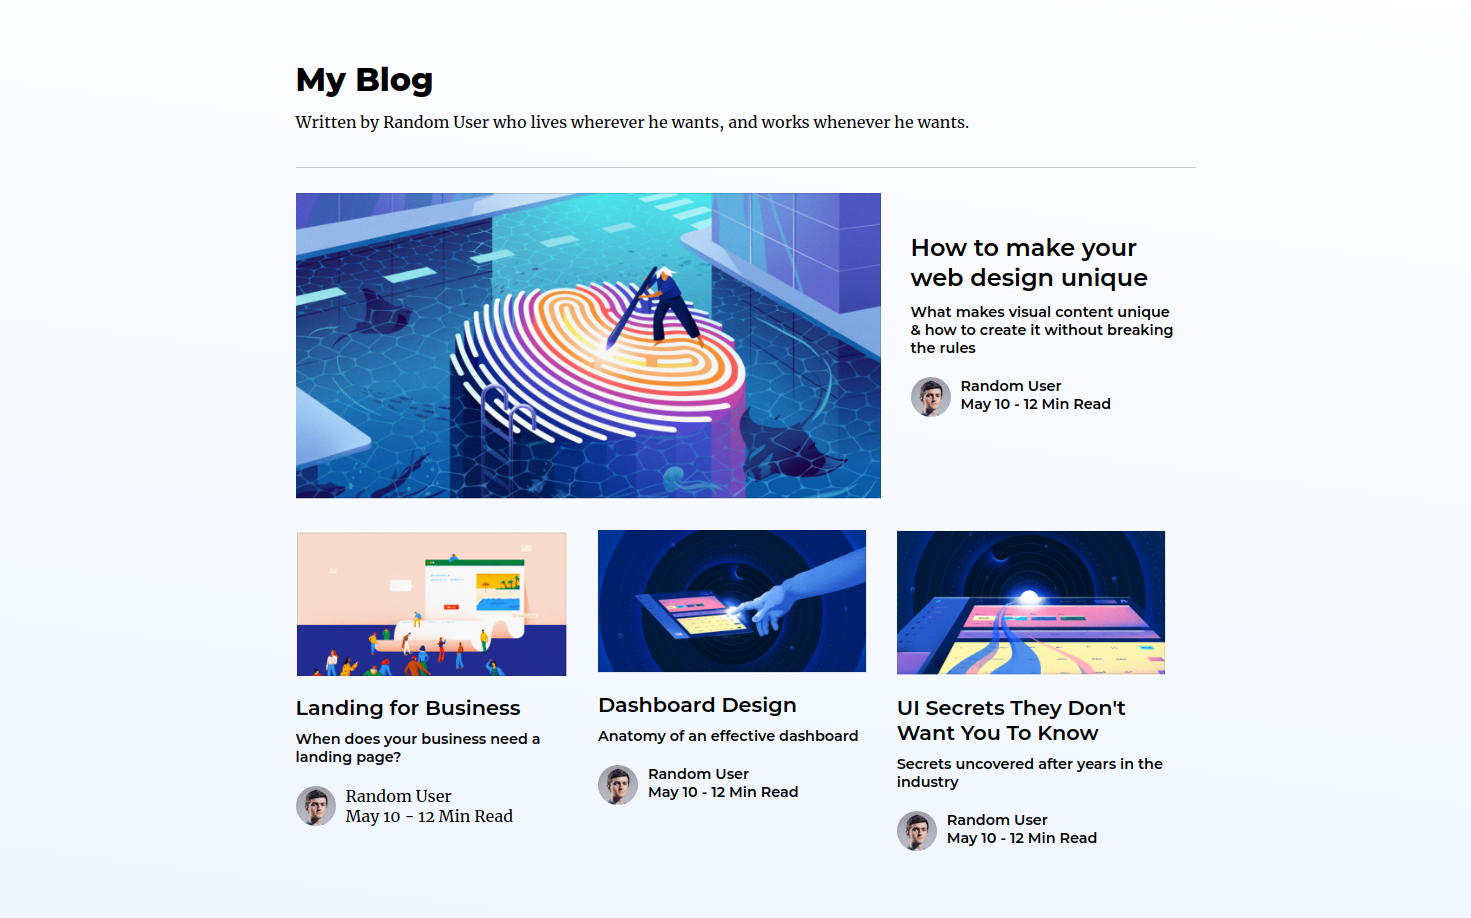 My Blog
Written by Random User who lives wherever he wants, and works whenever he wants.
How to make your
web design unique
What makes visual content unique
& how to create it without breaking
the rules
Random User
May 10 - 12 Min Read
Landing for Business
When does your business need a
landing page?
Random User
May 10 - 12 Min Read
Dashboard Design
Anatomy of an effective dashboard
Random User
May 10 - 12 Min Read
UI Secrets They Don't
Want You To Know
Secrets uncovered after years in the
industry
Random User
May 10 - 12 Min Read